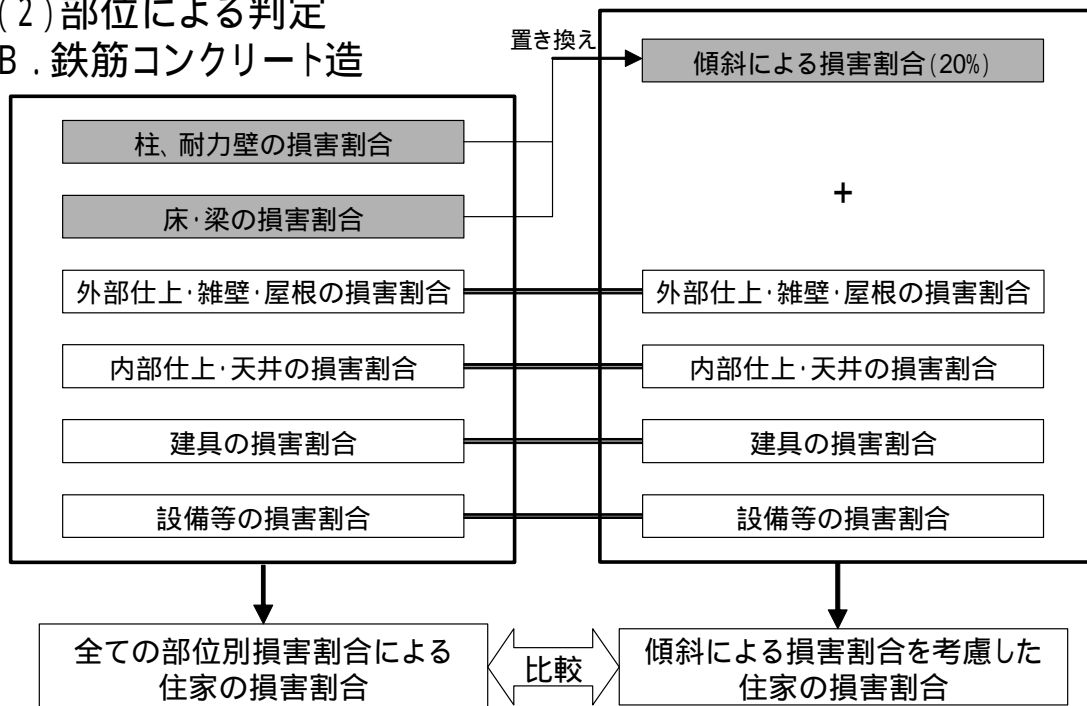 (2)部位による判定
B.鉄筋コンクリート造
置き換え
傾斜による損害割合(20%)
柱、耐力壁の損害割合
床・梁の損害割合
+
外部仕上・雑壁・屋根の損害割合
外部仕上・雑壁・屋根の損害割合
内部仕上・天井の損害割合
内部仕上・天井の損害割合
建具の損害割合
建具の損害割合
設備等の損害割合
設備等の損害割合
全ての部位別損害割合による
住家の損害割合
比較
傾斜による損害割合を考慮した
住家の損害割合